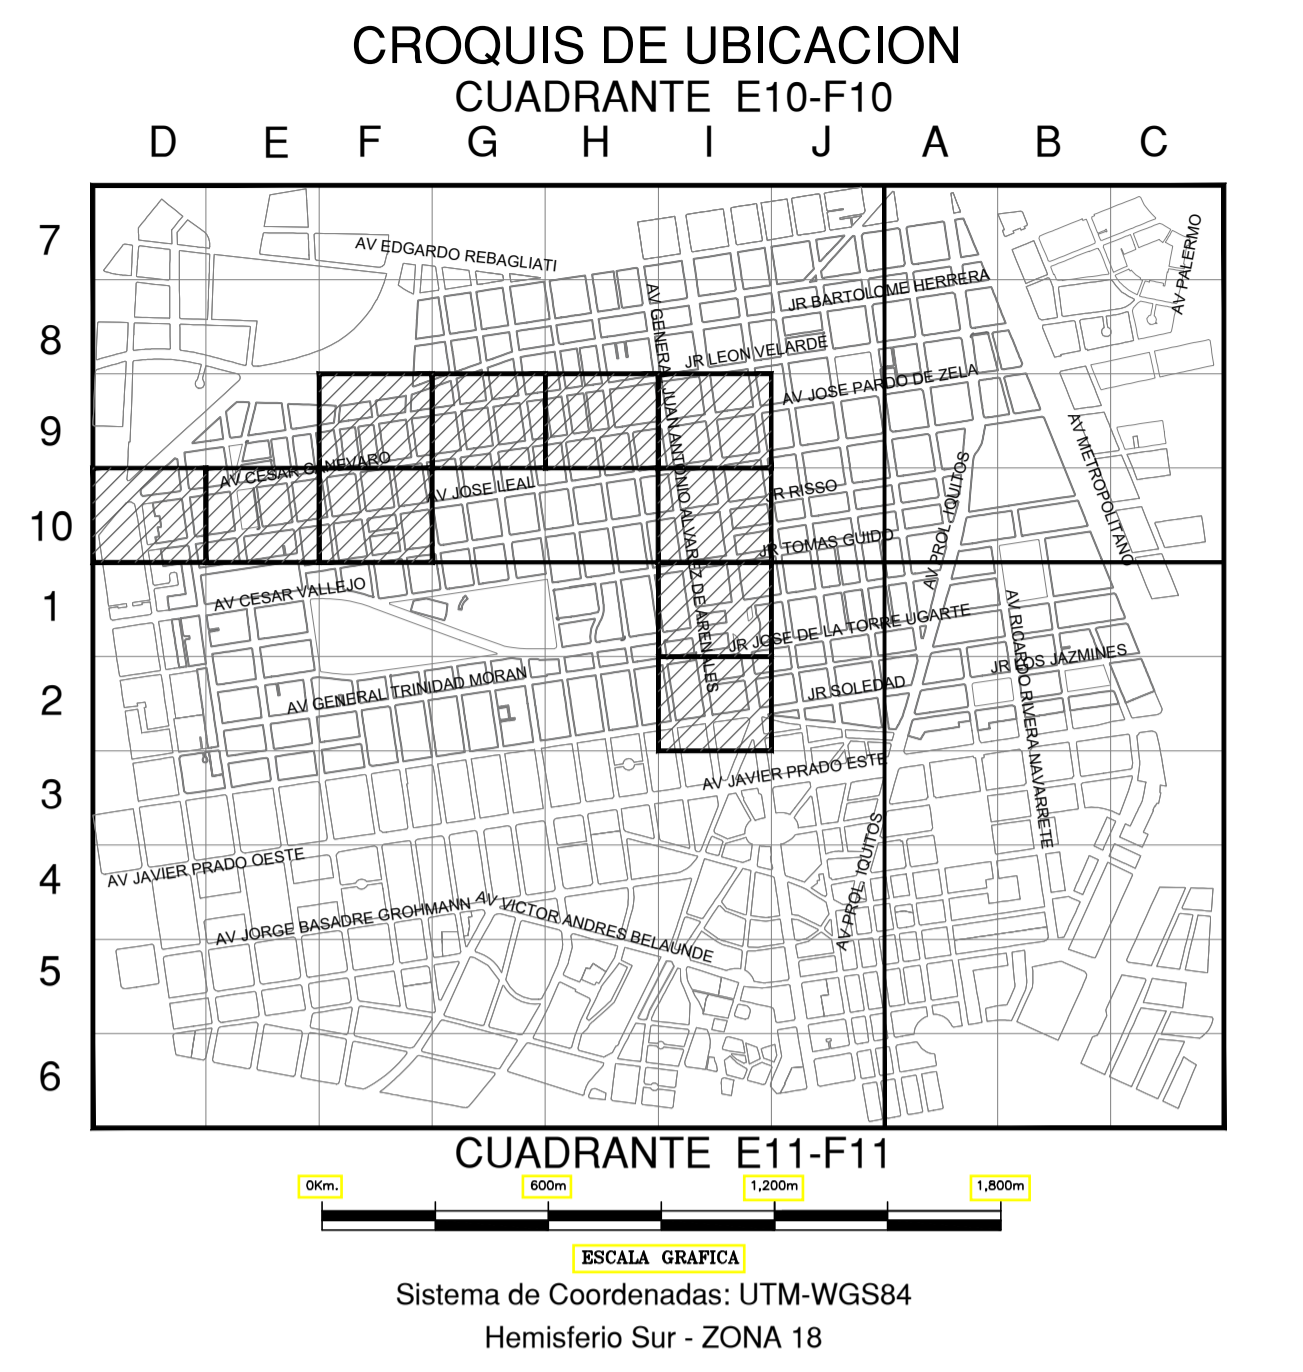 CROQUIS DE UBICACION
CUADRANTE E10-F10
D E F G H I J A B C
7
AV EDGARDO REBAGLIATI
AV PALERMO
JR BARTOLOME HERRERA
8
AV GENERAL JUAN ANTONIO ALVAREZ DE ARENALES
JR LEON VELARDE
AV JOSE PARDO DE ZELA
9
AV METROPOLITANO
AV CESAR CANEVARO
AV JOSE LEAL
JR RISSO
AV PROL. IQUITOS
10
JR TOMAS GUIDO
AV CESAR VALLEJO
1
JR JOSE DE LA TORRE UGARTE
AV RICARDO RIVERA NAVARRETE
JR LOS JAZMINES
2
AV GENERAL TRINIDAD MORAN
JR SOLEDAD
AV JAVIER PRADO ESTE
3
AV PROL. IQUITOS
AV JAVIER PRADO OESTE
4
AV JORGE BASADRE GROHMANN
AV VICTOR ANDRES BELAUNDE
5
6
CUADRANTE E11-F11
0Km. 600m 1,200m 1,800m
ESCALA GRAFICA
Sistema de Coordenadas: UTM-WGS84
Hemisferio Sur - ZONA 18